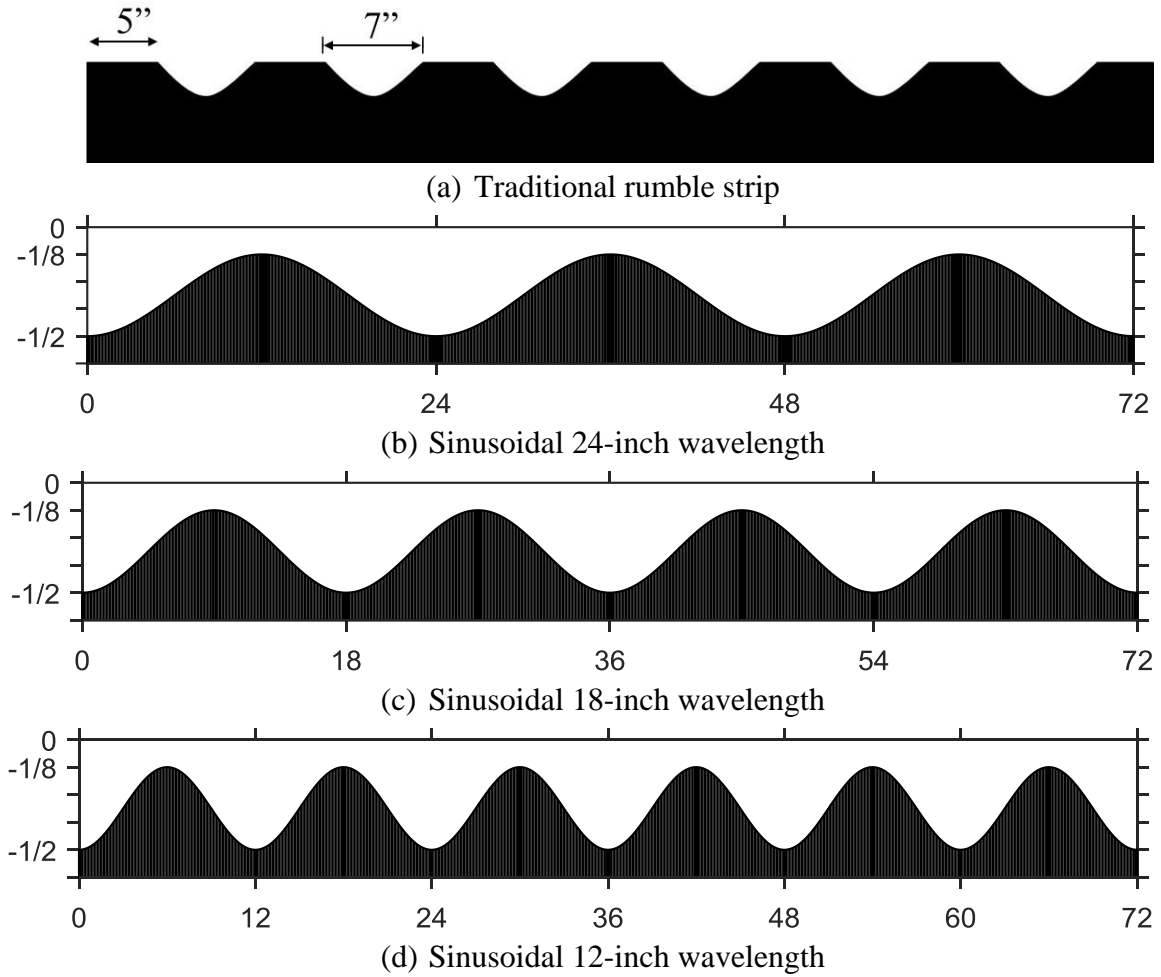 5” 7”
(a) Traditional rumble strip
0
-1/8
-1/2
0 24 48 72
(b) Sinusoidal 24-inch wavelength
0
-1/8
-1/2
0 18 36 54 72
(c) Sinusoidal 18-inch wavelength
0
-1/8
-1/2
0 12 24 36 48 60 72
(d) Sinusoidal 12-inch wavelength